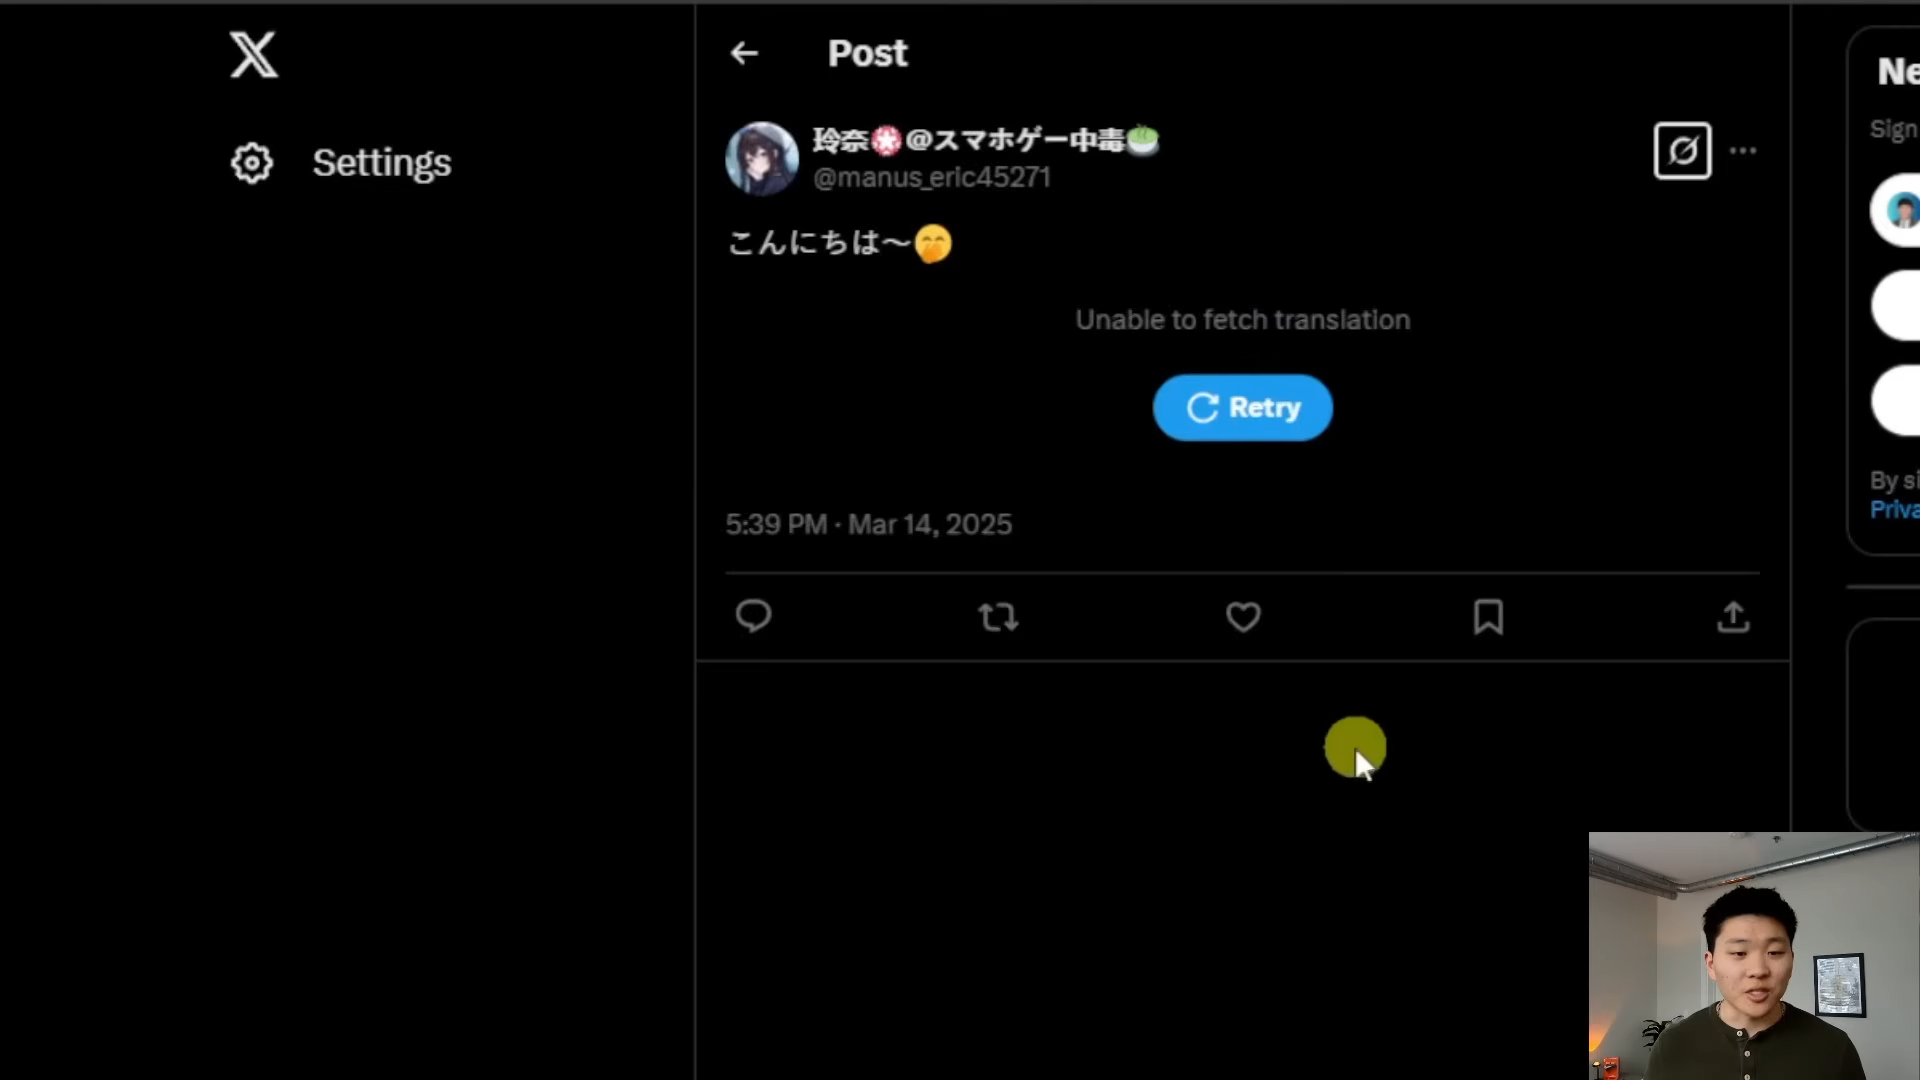 Post
Settings
玲奈💮@スマホゲー中毒🍵
@manus_eric45271
こんにちは〜🤭
Unable to fetch translation
Retry
5:39 PM · Mar 14, 2025
Ne
Sign
By si
Priva